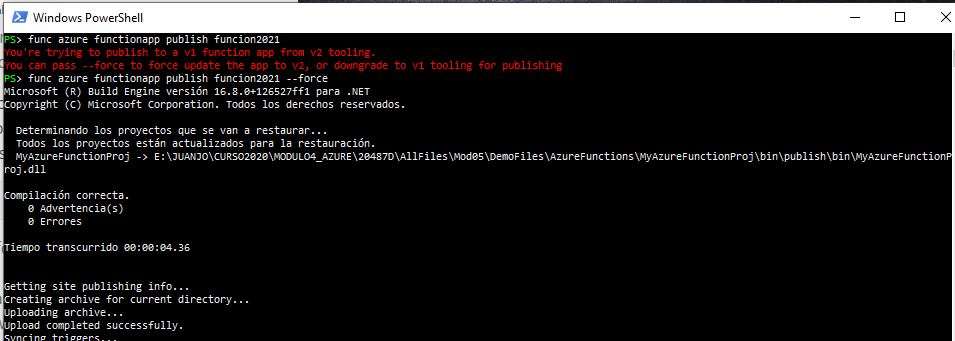 Windows PowerShell
PS> func azure functionapp publish funcion2021
You're trying to publish to a v1 function app from v2 tooling.
You can pass --force to force update the app to v2, or downgrade to v1 tooling for publishing
PS> func azure functionapp publish funcion2021 --force
Microsoft (R) Build Engine versión 16.8.0+126527ff1 para .NET
Copyright (C) Microsoft Corporation. Todos los derechos reservados.
Determinando los proyectos que se van a restaurar...
Todos los proyectos están actualizados para la restauración.
MyAzureFunctionProj -> E:\JUANJO\CURSO2020\MODULO4_AZURE\20487D\AllFiles\Mod05\DemoFiles\AzureFunctions\MyAzureFunctionProj\bin\publish\bin\MyAzureFunctionP
roj.dll
Compilación correcta.
0 Advertencia(s)
0 Errores
Tiempo transcurrido 00:00:04.36
Getting site publishing info...
Creating archive for current directory...
Uploading archive...
Upload completed successfully.
Syncing triggers...